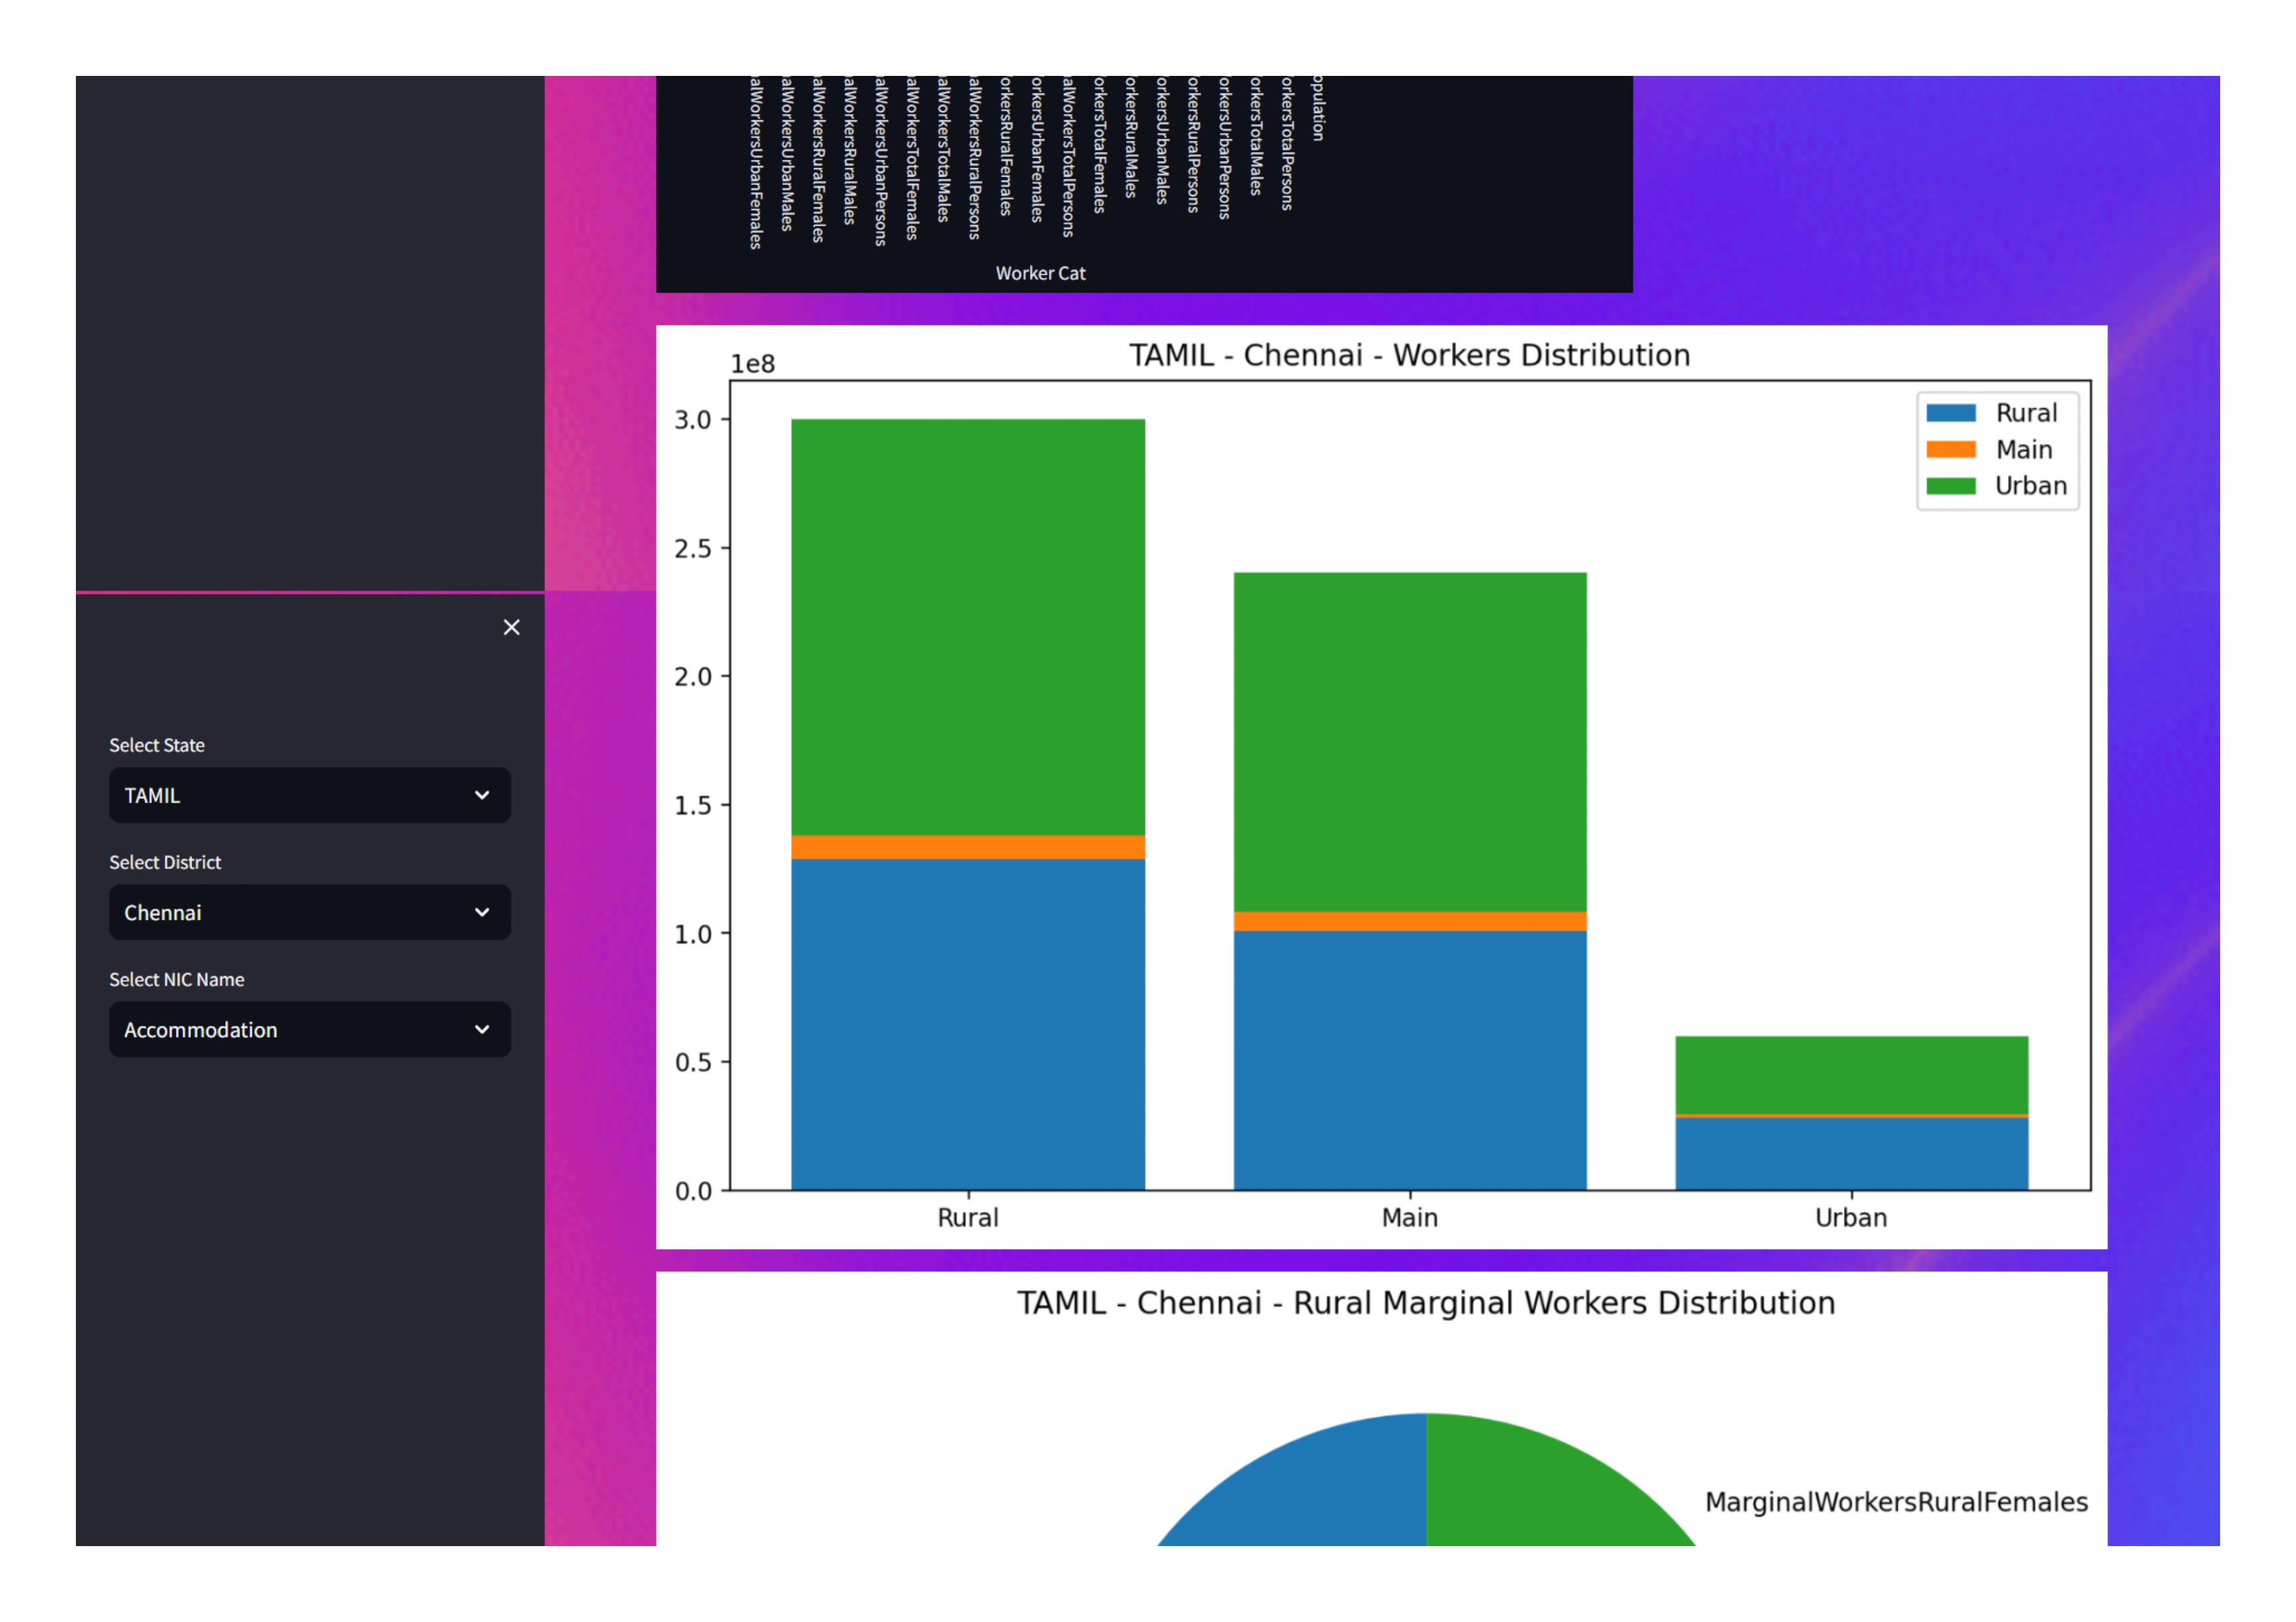 alWorkersUrbanFemales
alWorkersUrbanMales
alWorkersRuralFemales
alWorkersRuralMales
alWorkersUrbanPersons
alWorkersTotalFemales
alWorkersTotalMales
alWorkersRuralPersons
orkersRuralFemales
orkersUrbanFemales
alWorkersTotalPersons
orkersTotalFemales
orkersRuralMales
orkersUrbanMales
orkersRuralPersons
orkersUrbanPersons
orkersTotalMales
orkersTotalPersons
opulation
Worker Cat
Select State
TAMIL
Select District
Chennai
Select NIC Name
Accommodation
TAMIL - Chennai - Workers Distribution
1e8
3.0
2.5
2.0
1.5
1.0
0.5
0.0
Rural
Main
Urban
Rural Main Urban
TAMIL - Chennai - Rural Marginal Workers Distribution
MarginalWorkersRuralFemales